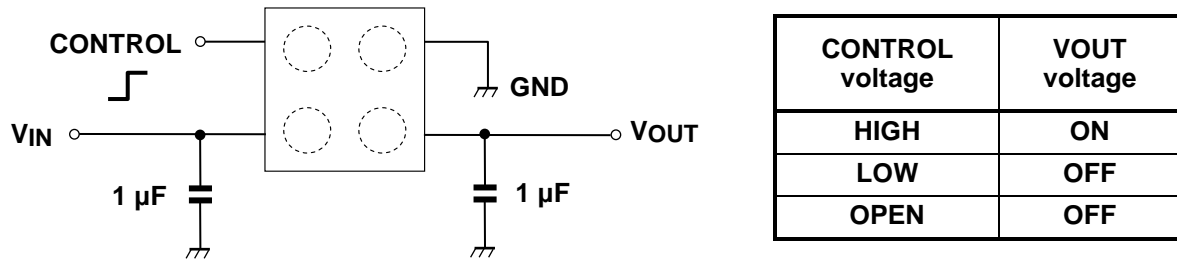 CONTROL
GND
VIN
VOUT
1 µF
1 µF
CONTROL voltage
VOUT voltage
HIGH
ON
LOW
OFF
OPEN
OFF